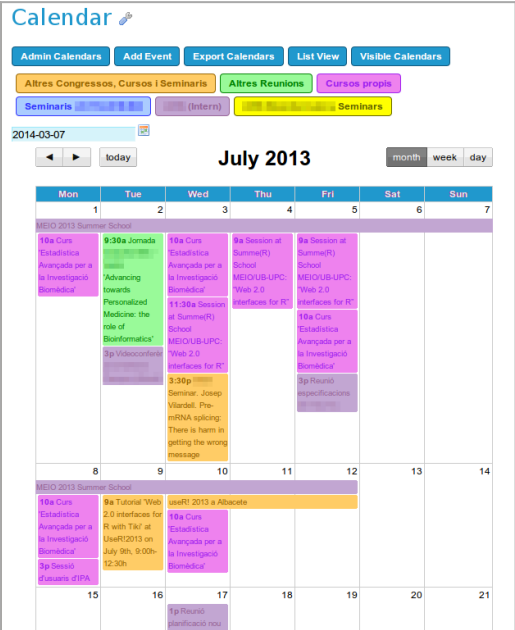 Calendar
Admin Calendars Add Event Export Calendars List View Visible Calendars
Altres Congressos, Cursos i Seminaris Altres Reunions Cursos propis
Seminaris (Intern) Seminars
2014-03-07
today July 2013 month week day
Mon Tue Wed Thu Fri Sat Sun
1 2 3 4 5 6 7
MEIO 2013 Summer School
10a Curs
'Estadística
Avançada per a
la Investigació
Biomèdica'
9:30a Jornada
'Advancing
towards
Personalized
Medicine: the
role of
Bioinformatics'
3p Videoconferèn
10a Curs
'Estadística
Avançada per a
la Investigació
Biomèdica'
11:30a Session
at Summe(R)
School
MEIO/UB-UPC:
"Web 2.0
interfaces for R"
3:30p
Seminar. Josep
Vilardell. Pre-
mRNA splicing:
There is harm in
getting the wrong
message
9a Session at
Summe(R)
School
MEIO/UB-UPC:
"Web 2.0
interfaces for R"
9a Session at
Summe(R)
School
MEIO/UB-UPC:
"Web 2.0
interfaces for R"
10a Curs
'Estadística
Avançada per a
la Investigació
Biomèdica'
3p Reunió
especificacions
8 9 10 11 12 13 14
MEIO 2013 Summer School
10a Curs
'Estadística
Avançada per a
la Investigació
Biomèdica'
3p Sessió
d'usuaris d'IPA
9a Tutorial 'Web
2.0 interfaces for
R with Tiki' at
UseR!2013 on
July 9th, 9:00h-
12:30h
useR! 2013 a Albacete
10a Curs
'Estadística
Avançada per a
la Investigació
Biomèdica'
15 16 17 18 19 20 21
1p Reunió
planificació nou